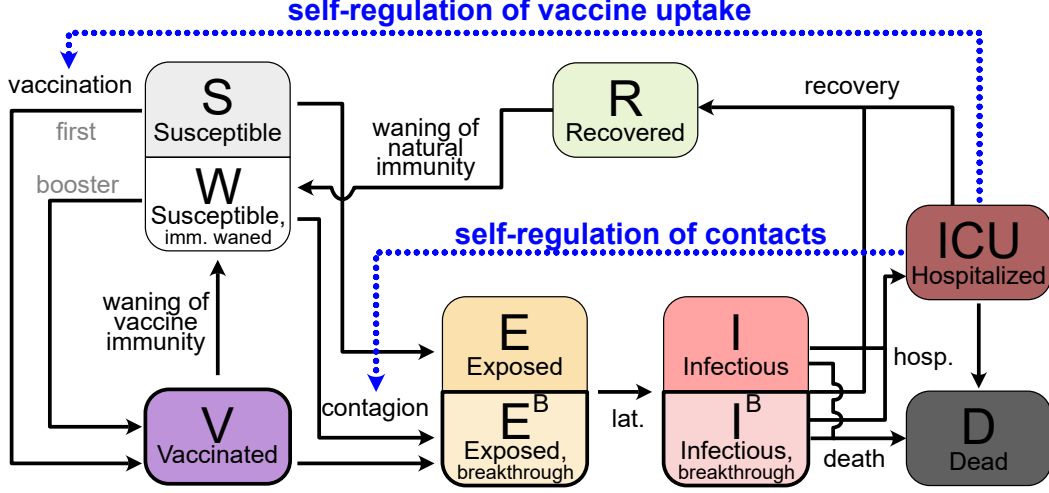 self-regulation of vaccine uptake
vaccination
first
booster
S
Susceptible
W
Susceptible,
imm. waned
waning of
natural
immunity
R
Recovered
recovery
self-regulation of contacts
ICU
Hospitalized
waning of
vaccine
immunity
V
Vaccinated
contagion
E
Exposed
E^B
Exposed,
breakthrough
lat.
I
Infectious
I^B
Infectious,
breakthrough
hosp.
death
D
Dead